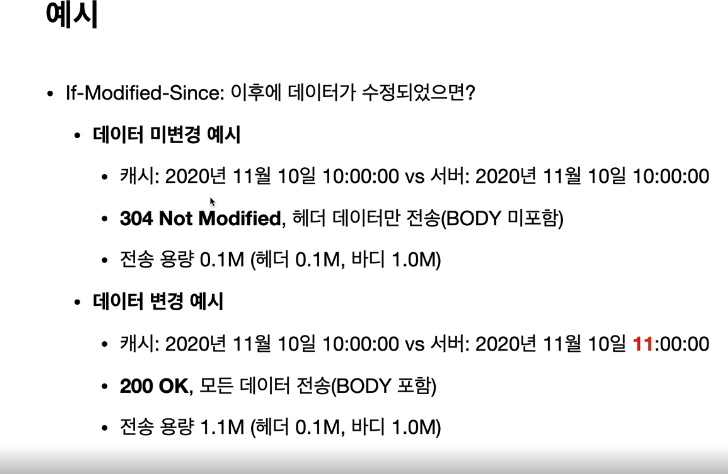 예시
• If-Modified-Since: 이후에 데이터가 수정되었으면?
• 데이터 미변경 예시
• 캐시: 2020년 11월 10일 10:00:00 vs 서버: 2020년 11월 10일 10:00:00
• 304 Not Modified, 헤더 데이터만 전송(BODY 미포함)
• 전송 용량 0.1M (헤더 0.1M, 바디 1.0M)
• 데이터 변경 예시
• 캐시: 2020년 11월 10일 10:00:00 vs 서버: 2020년 11월 10일 11:00:00
• 200 OK, 모든 데이터 전송(BODY 포함)
• 전송 용량 1.1M (헤더 0.1M, 바디 1.0M)